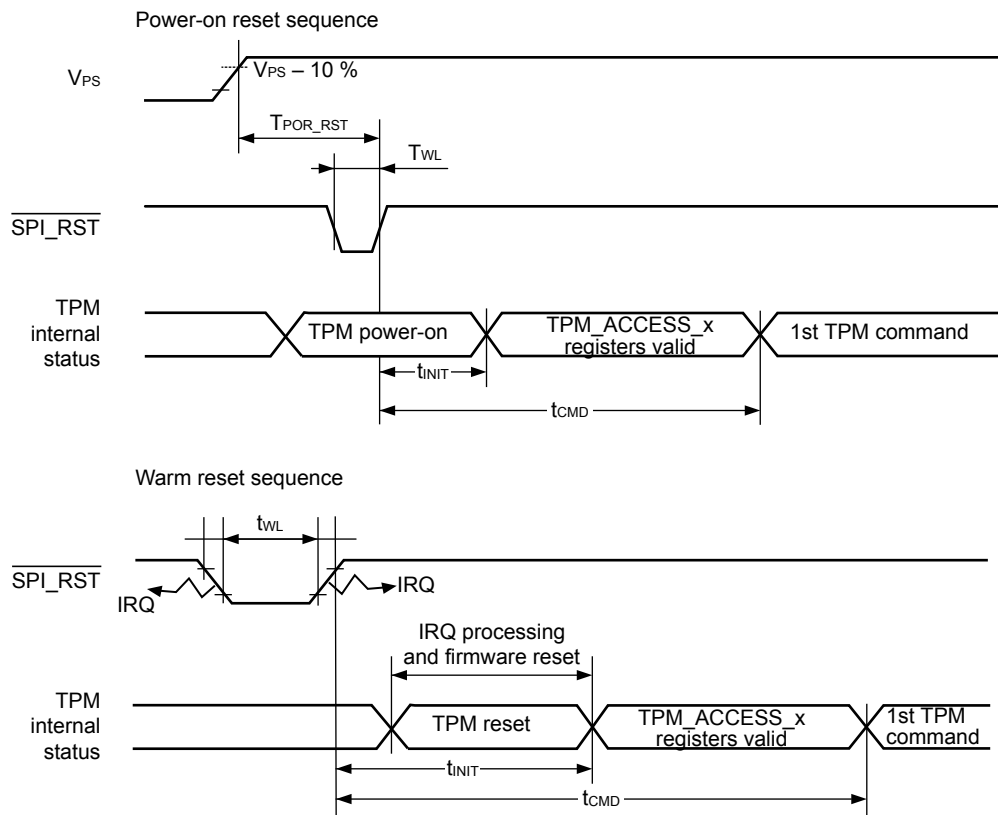 Power-on reset sequence
VPS
VPS – 10 %
TPOR_RST
TWL
SPI_RST
TPM
internal
status
TPM power-on
TPM_ACCESS_x
registers valid
1st TPM command
tINIT
tCMD
Warm reset sequence
tWL
SPI_RST
IRQ
IRQ
IRQ processing
and firmware reset
TPM
internal
status
TPM reset
TPM_ACCESS_x
registers valid
1st TPM
command
tINIT
tCMD